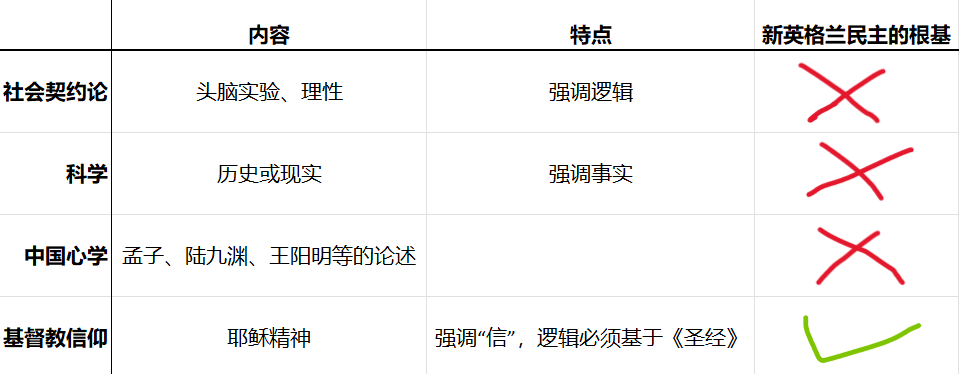 内容 特点 新英格兰民主的根基
社会契约论 头脑实验、理性 强调逻辑
科学 历史或现实 强调事实
中国心学 孟子、陆九渊、王阳明等的论述
基督教信仰 耶稣精神 强调“信”，逻辑必须基于《圣经》